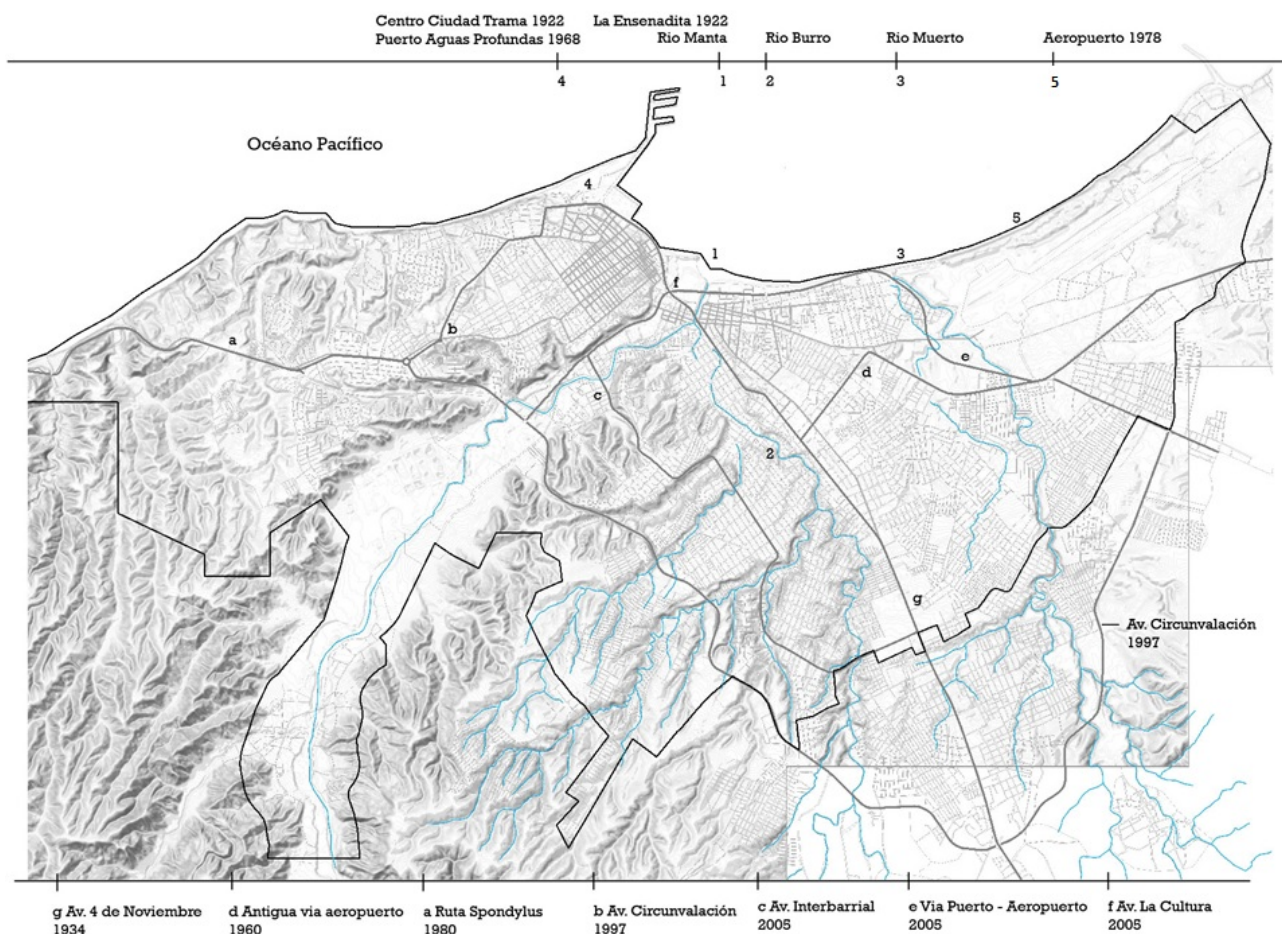 Centro Ciudad Trama 1922
Puerto Aguas Profundas 1968
La Ensenadita 1922
Rio Manta
Rio Burro
Rio Muerto
Aeropuerto 1978
4
1
2
3
5
Océano Pacífico
4
5
1
3
f
b
a
e
d
c
2
g
Av. Circunvalación
1997
g Av. 4 de Noviembre
1934
d Antigua via aeropuerto
1960
a Ruta Spondylus
1980
b Av. Circunvalación
1997
c Av. Interbarrial
2005
e Via Puerto - Aeropuerto
2005
f Av. La Cultura
2005